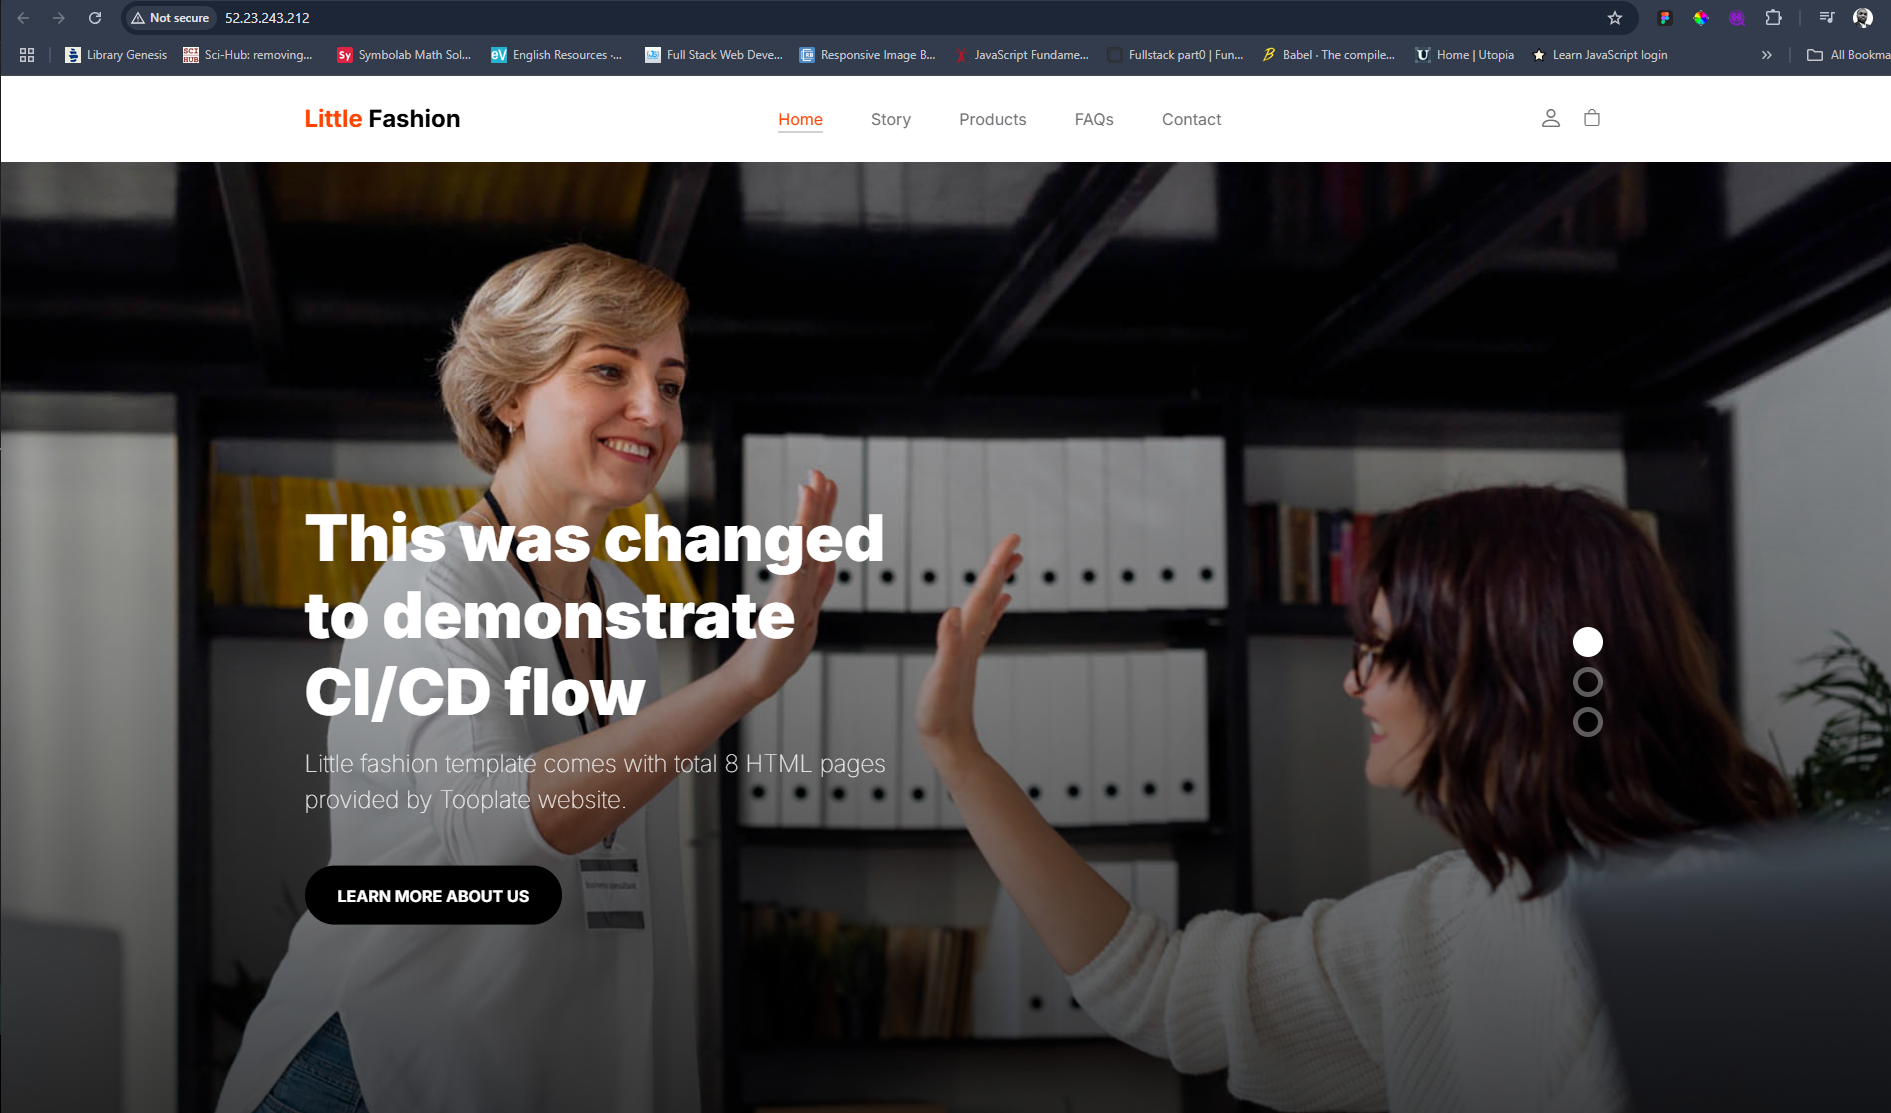 Not secure
52.23.243.212
Library Genesis
Sci-Hub: removing...
Symbolab Math Sol...
English Resources -...
Full Stack Web Deve...
Responsive Image B...
JavaScript Fundame...
Fullstack part0 | Fun...
Babel · The compile...
Home | Utopia
Learn JavaScript login
All Bookma
Little Fashion
Home
Story
Products
FAQs
Contact
This was changed
to demonstrate
CI/CD flow
Little fashion template comes with total 8 HTML pages
provided by Tooplate website.
business consultant
LEARN MORE ABOUT US